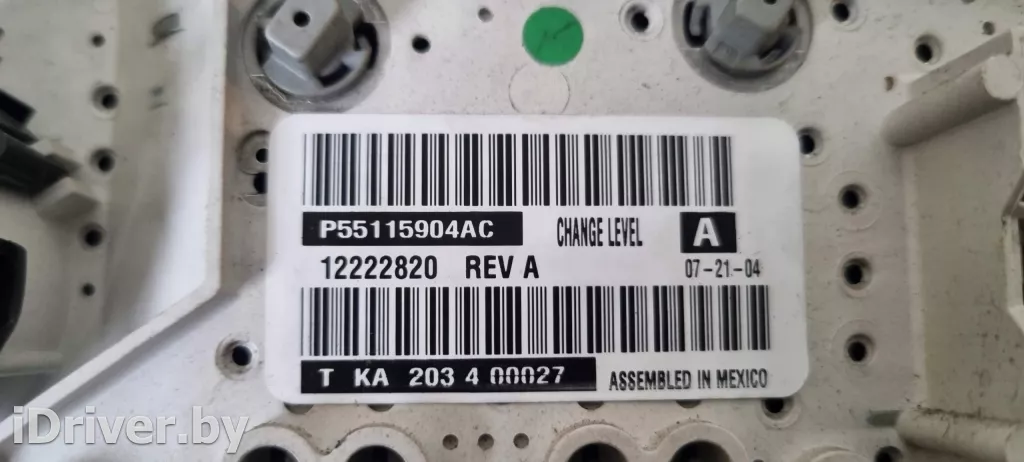 P55115904AC CHANGE LEVEL A
12222820 REV A 07-21-04
T KA 203 4 00027 ASSEMBLED IN MEXICO
iDriver.by